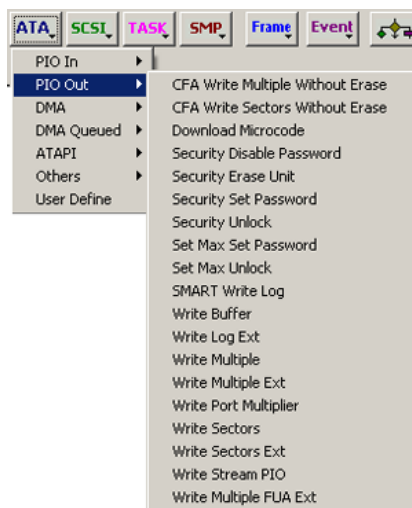 ATA SCSI TASK SMP Frame Event
PIO In
PIO Out
DMA
DMA Queued
ATAPI
Others
User Define
CFA Write Multiple Without Erase
CFA Write Sectors Without Erase
Download Microcode
Security Disable Password
Security Erase Unit
Security Set Password
Security Unlock
Set Max Set Password
Set Max Unlock
SMART Write Log
Write Buffer
Write Log Ext
Write Multiple
Write Multiple Ext
Write Port Multiplier
Write Sectors
Write Sectors Ext
Write Stream PIO
Write Multiple FUA Ext